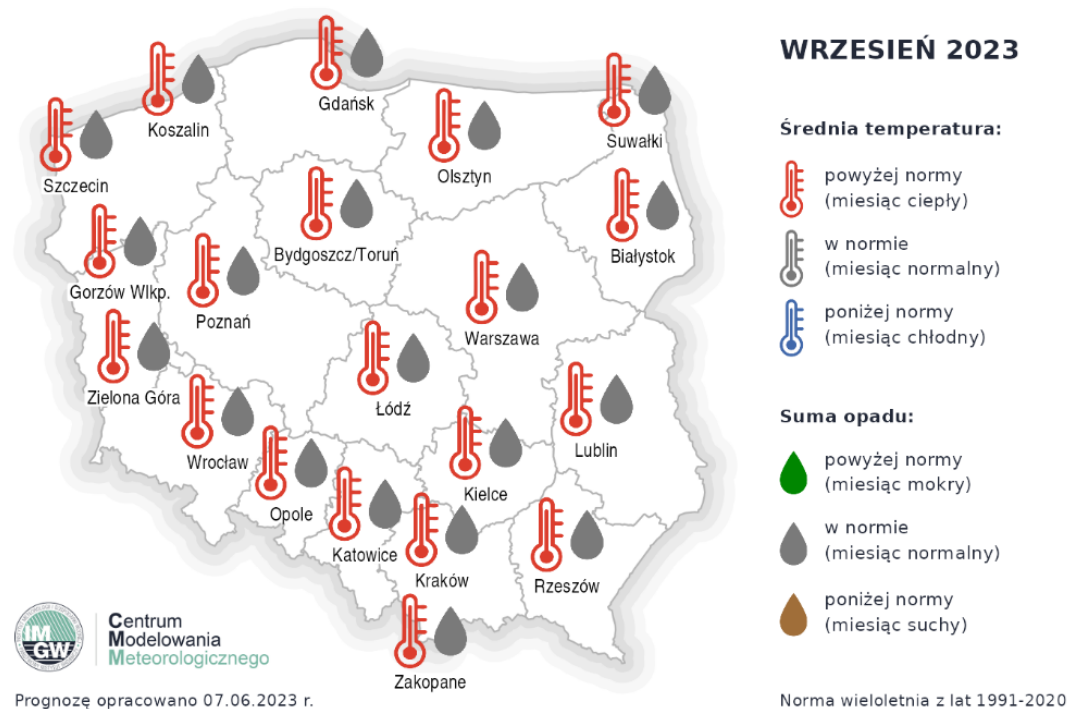 WRZESIEŃ 2023
Gdańsk
Koszalin
Suwałki
Olsztyn
Szczecin
Białystok
Bydgoszcz/Toruń
Gorzów Wlkp.
Poznań
Warszawa
Zielona Góra
Łódź
Lublin
Wrocław
Kielce
Opole
Katowice
Kraków
Rzeszów
Zakopane
Średnia temperatura:
powyżej normy
(miesiąc ciepły)
w normie
(miesiąc normalny)
poniżej normy
(miesiąc chłodny)
Suma opadu:
powyżej normy
(miesiąc mokry)
w normie
(miesiąc normalny)
poniżej normy
(miesiąc suchy)
IM
GW
Centrum
Modelowania
Meteorologicznego
Prognozę opracowano 07.06.2023 r.
Norma wieloletnia z lat 1991-2020